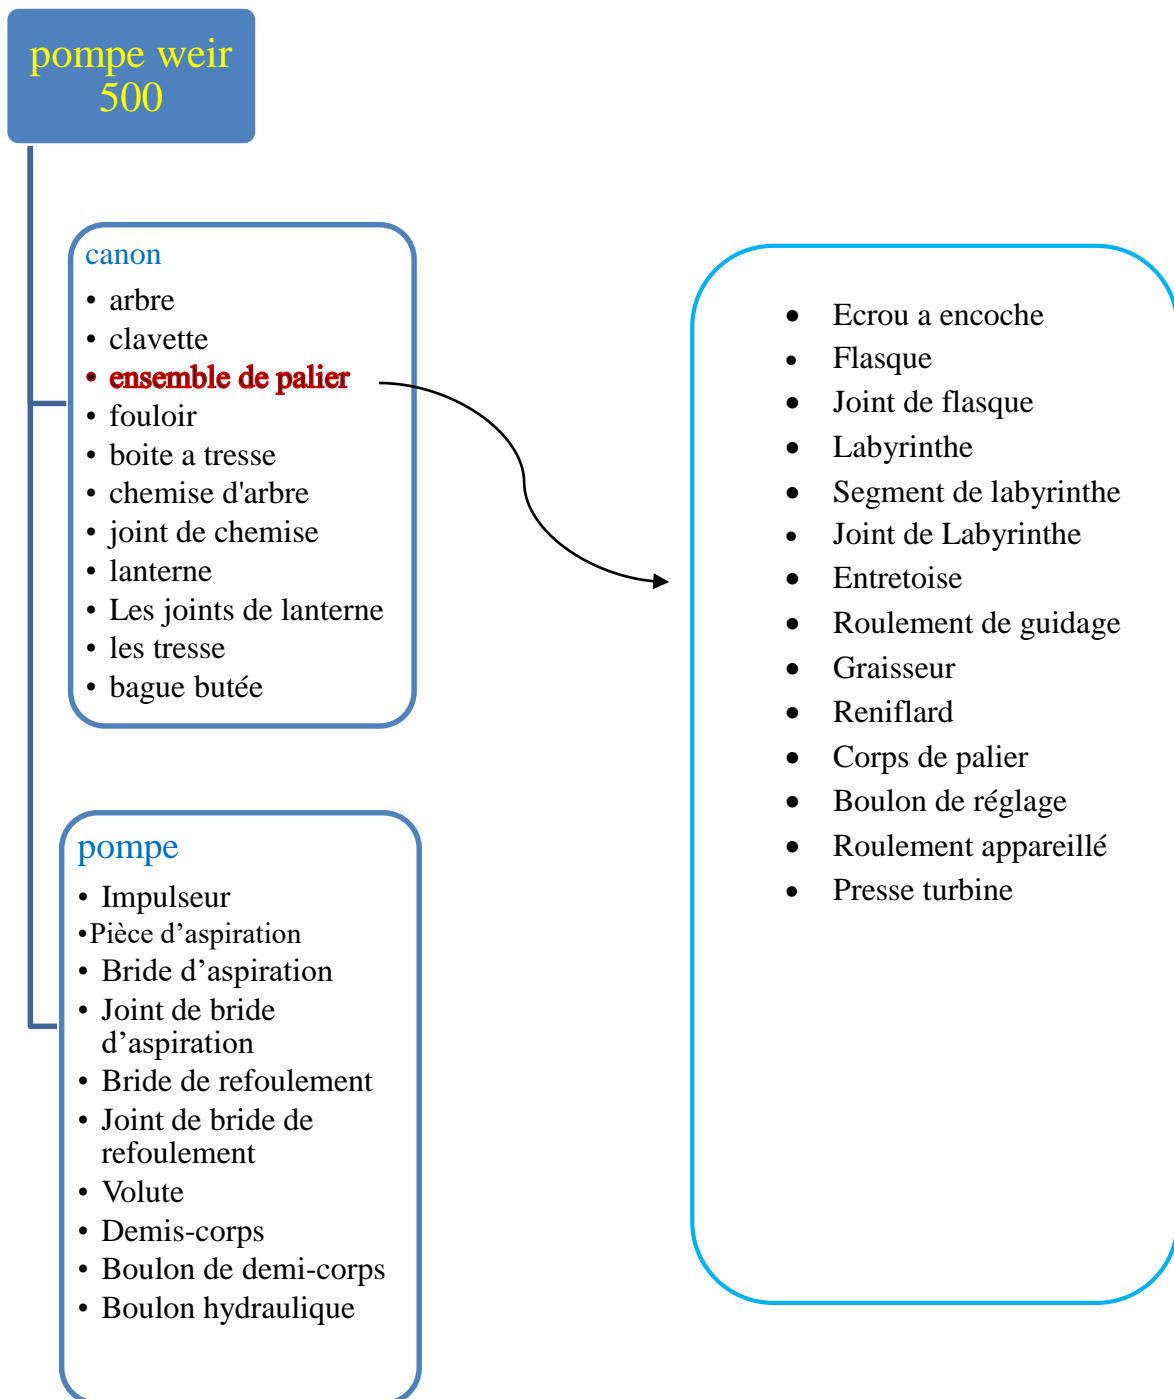 pompe weir
500
canon
• arbre
• clavette
• ensemble de palier
• fouloir
• boite a tresse
• chemise d'arbre
• joint de chemise
• lanterne
• Les joints de lanterne
• les tresse
• bague butée
pompe
• Impulseur
•Pièce d’aspiration
• Bride d’aspiration
• Joint de bride
d’aspiration
• Bride de refoulement
• Joint de bride de
refoulement
• Volute
• Demis-corps
• Boulon de demi-corps
• Boulon hydraulique
• Ecrou a encoche
• Flasque
• Joint de flasque
• Labyrinthe
• Segment de labyrinthe
• Joint de Labyrinthe
• Entretoise
• Roulement de guidage
• Graisseur
• Reniflard
• Corps de palier
• Boulon de réglage
• Roulement appareillé
• Presse turbine